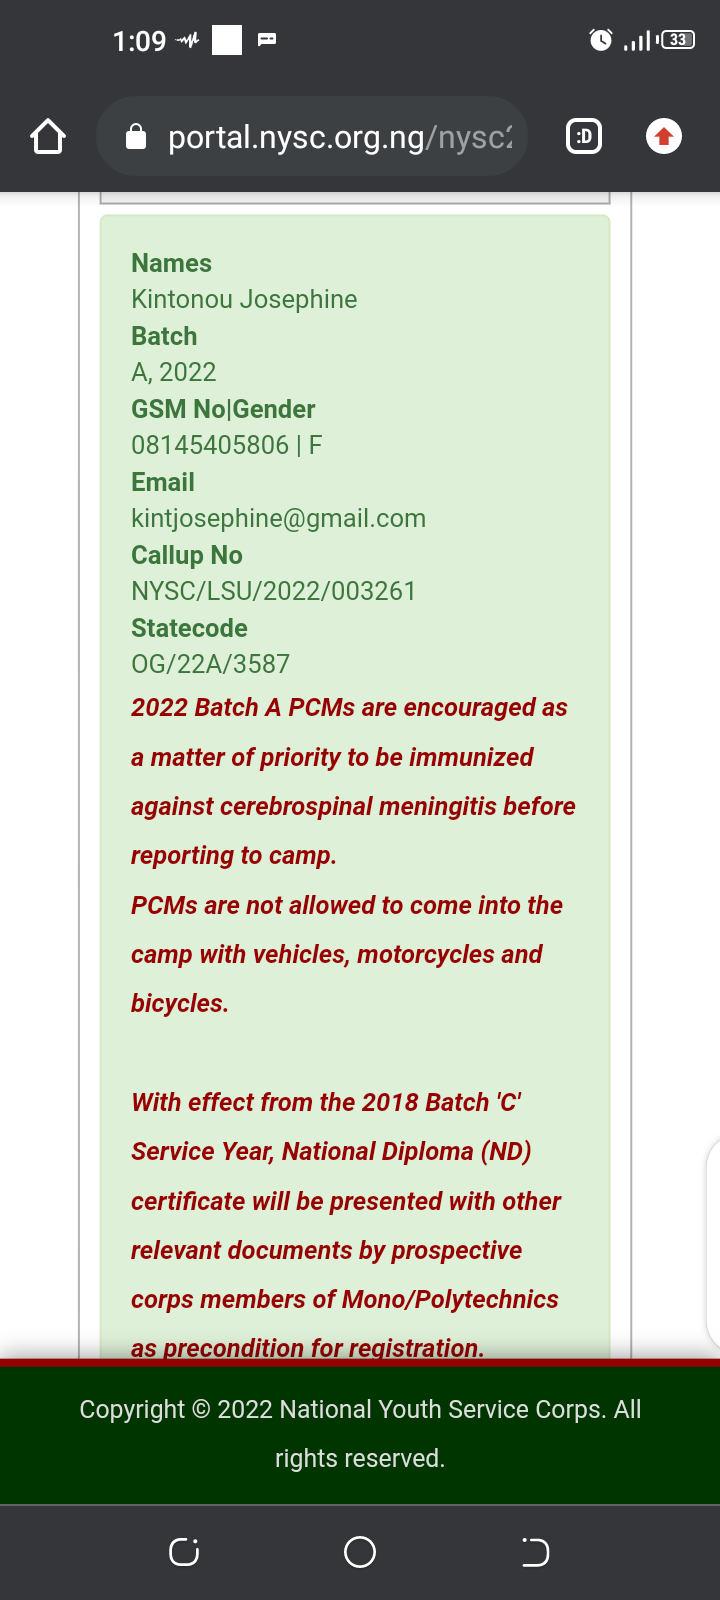 1:09
33
portal.nysc.org.ng/nysc2
:D
Names
Kintonou Josephine
Batch
A, 2022
GSM No|Gender
08145405806 | F
Email
kintjosephine@gmail.com
Callup No
NYSC/LSU/2022/003261
Statecode
OG/22A/3587
2022 Batch A PCMs are encouraged as
a matter of priority to be immunized
against cerebrospinal meningitis before
reporting to camp.
PCMs are not allowed to come into the
camp with vehicles, motorcycles and
bicycles.
With effect from the 2018 Batch 'C'
Service Year, National Diploma (ND)
certificate will be presented with other
relevant documents by prospective
corps members of Mono/Polytechnics
as precondition for registration.
Copyright © 2022 National Youth Service Corps. All
rights reserved.